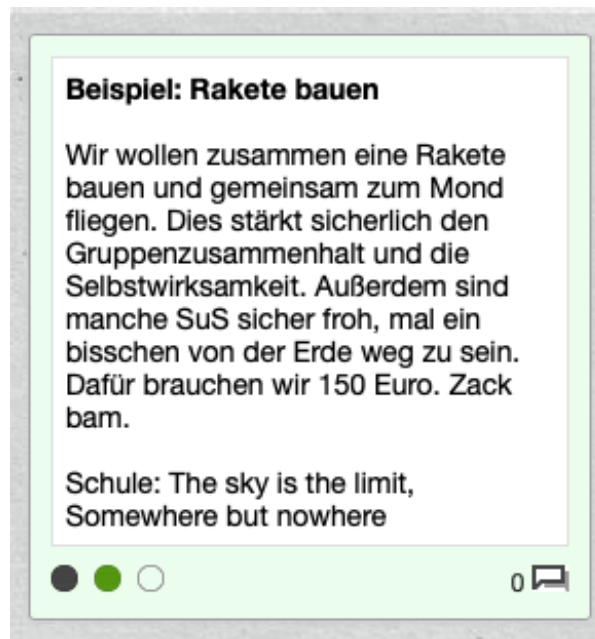 Beispiel: Rakete bauen
Wir wollen zusammen eine Rakete
bauen und gemeinsam zum Mond
fliegen. Dies stärkt sicherlich den
Gruppenzusammenhalt und die
Selbstwirksamkeit. Außerdem sind
manche SuS sicher froh, mal ein
bisschen von der Erde weg zu sein.
Dafür brauchen wir 150 Euro. Zack
bam.
Schule: The sky is the limit,
Somewhere but nowhere
0